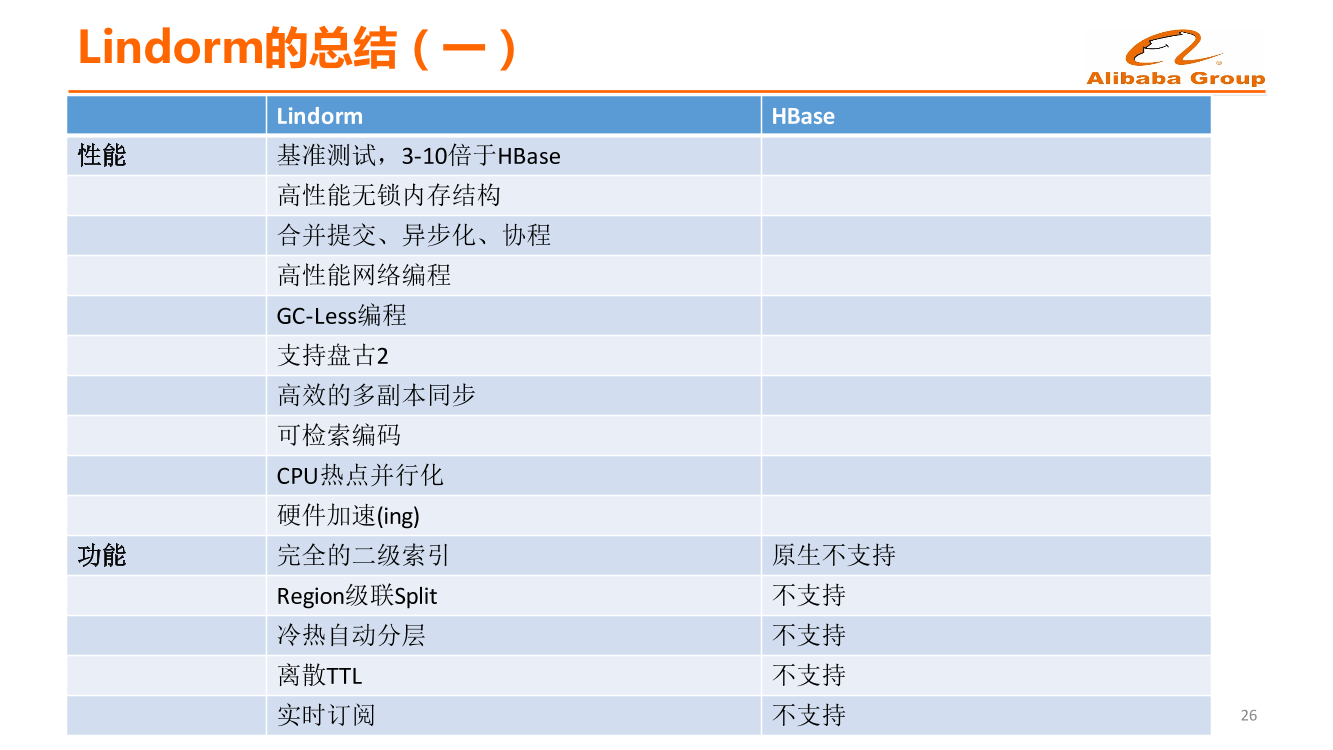 Lindorm的总结（一）
Alibaba Group
Lindorm HBase
性能 基准测试，3-10倍于HBase
高性能无锁内存结构
合并提交、异步化、协程
高性能网络编程
GC-Less编程
支持盘古2
高效的多副本同步
可检索编码
CPU热点并行化
硬件加速(ing)
功能 完全的二级索引 原生不支持
Region级联Split 不支持
冷热自动分层 不支持
离散TTL 不支持
实时订阅 不支持
26